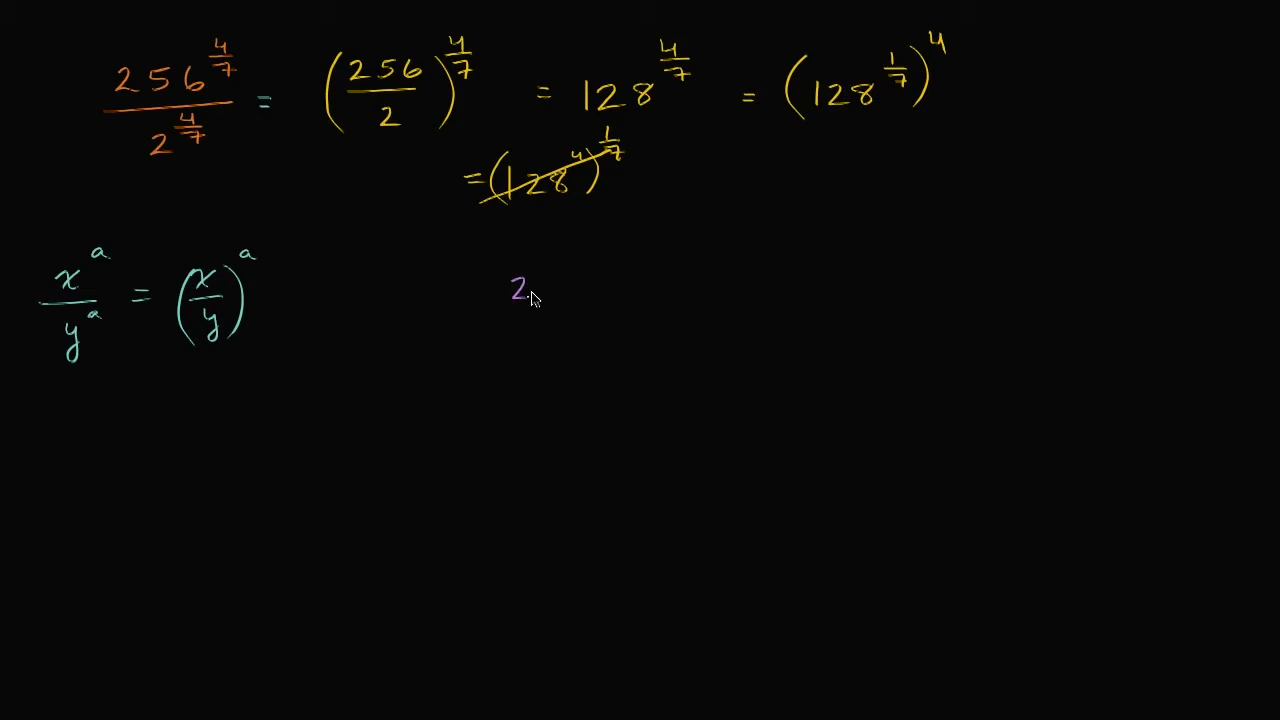 256^(4/7) / 2^(4/7) = (256/2)^(4/7) = 128^(4/7) = (128^(1/7))^4
= (128^4)^(1/7)
x^a / y^a = (x/y)^a
2.